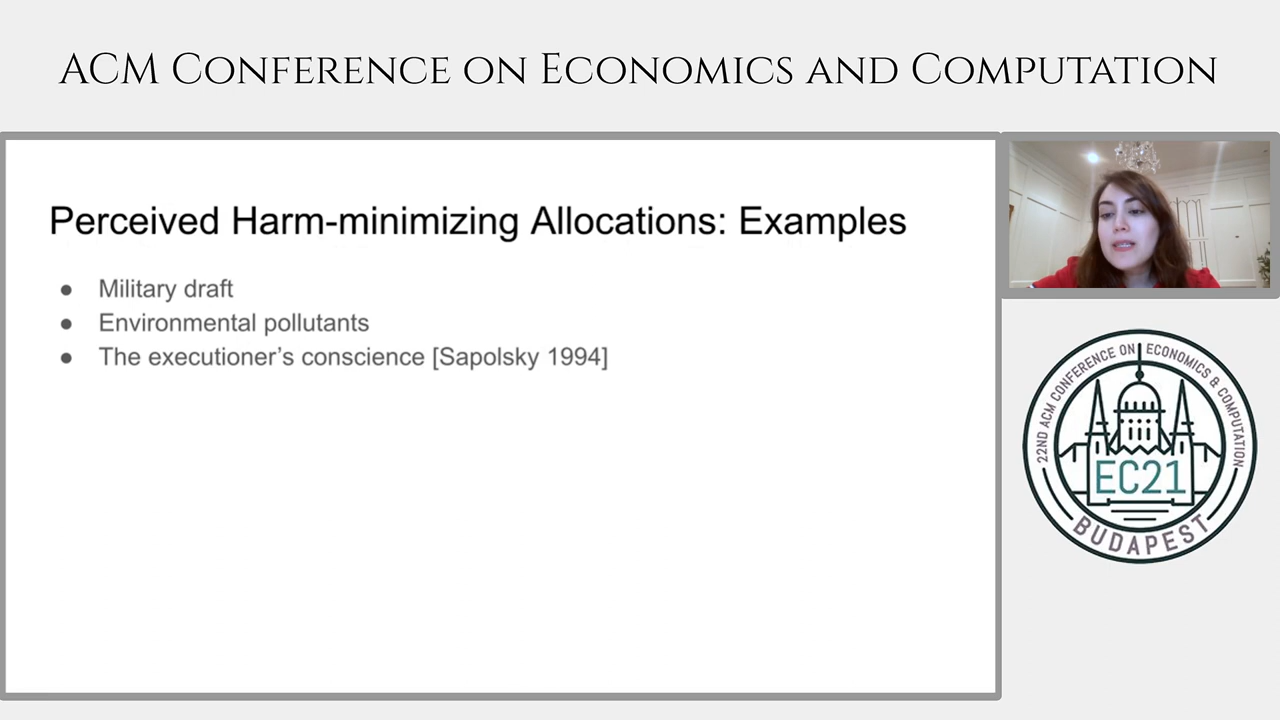 ACM Conference on Economics and Computation
Perceived Harm-minimizing Allocations: Examples
● Military draft
● Environmental pollutants
● The executioner's conscience [Sapolsky 1994]
22ND ACM CONFERENCE ON ECONOMICS & COMPUTATION
EC21
BUDAPEST